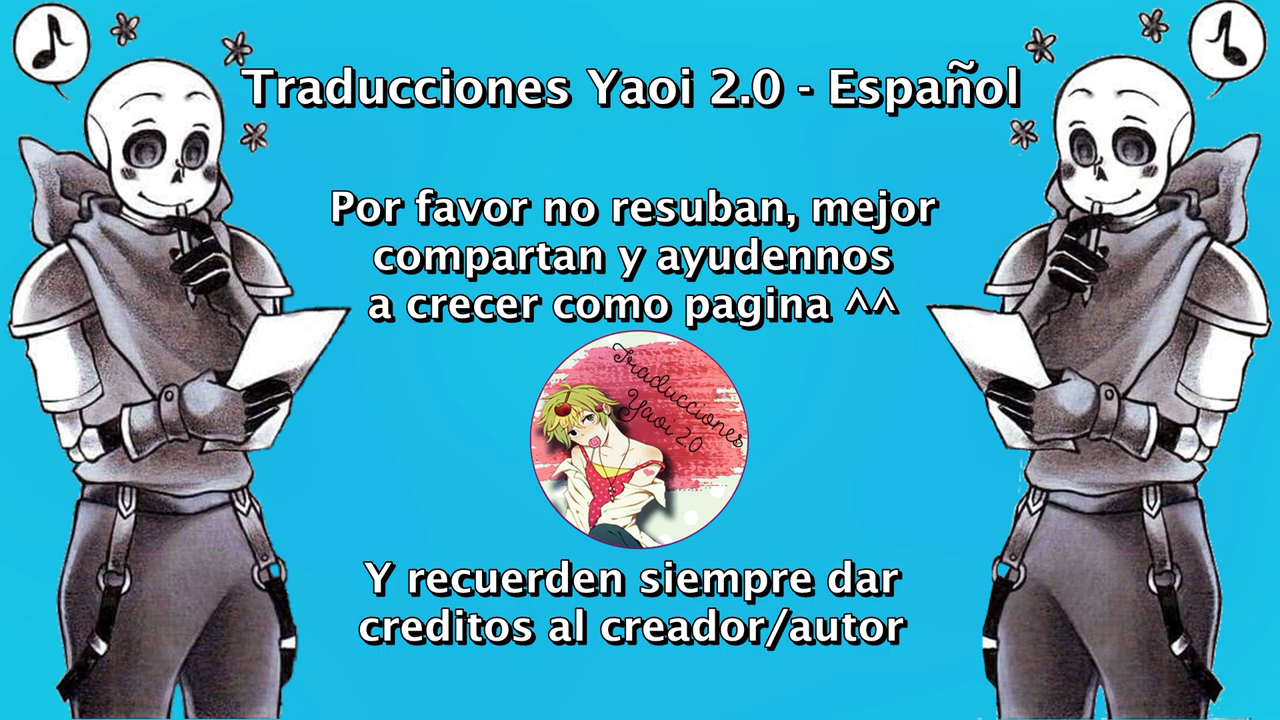 Traducciones Yaoi 2.0 - Español
Por favor no resuban, mejor
compartan y ayudennos
a crecer como pagina ^^
Traducciones
Yaoi 2.0
Y recuerden siempre dar
creditos al creador/autor